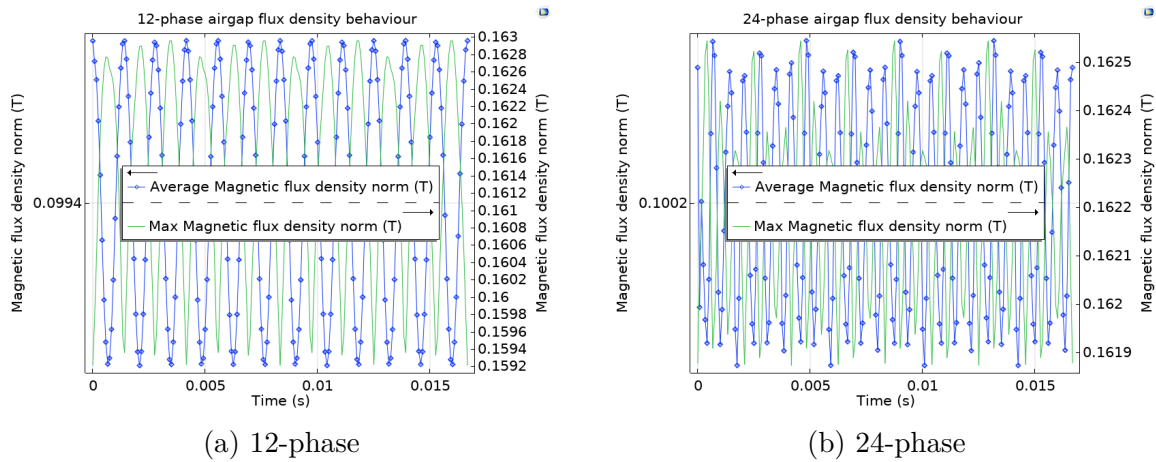 12-phase airgap flux density behaviour
Magnetic flux density norm (T)
0.0994
0.163
0.1628
0.1626
0.1624
0.1622
0.162
0.1618
0.1616
0.1614
0.1612
0.161
0.1608
0.1606
0.1604
0.1602
0.16
0.1598
0.1596
0.1594
0.1592
Magnetic flux density norm (T)
Average Magnetic flux density norm (T)
Max Magnetic flux density norm (T)
0 0.005 0.01 0.015
Time (s)
(a) 12-phase
24-phase airgap flux density behaviour
Magnetic flux density norm (T)
0.1002
0.1625
0.1624
0.1623
0.1622
0.1621
0.162
0.1619
Magnetic flux density norm (T)
Average Magnetic flux density norm (T)
Max Magnetic flux density norm (T)
0 0.005 0.01 0.015
Time (s)
(b) 24-phase